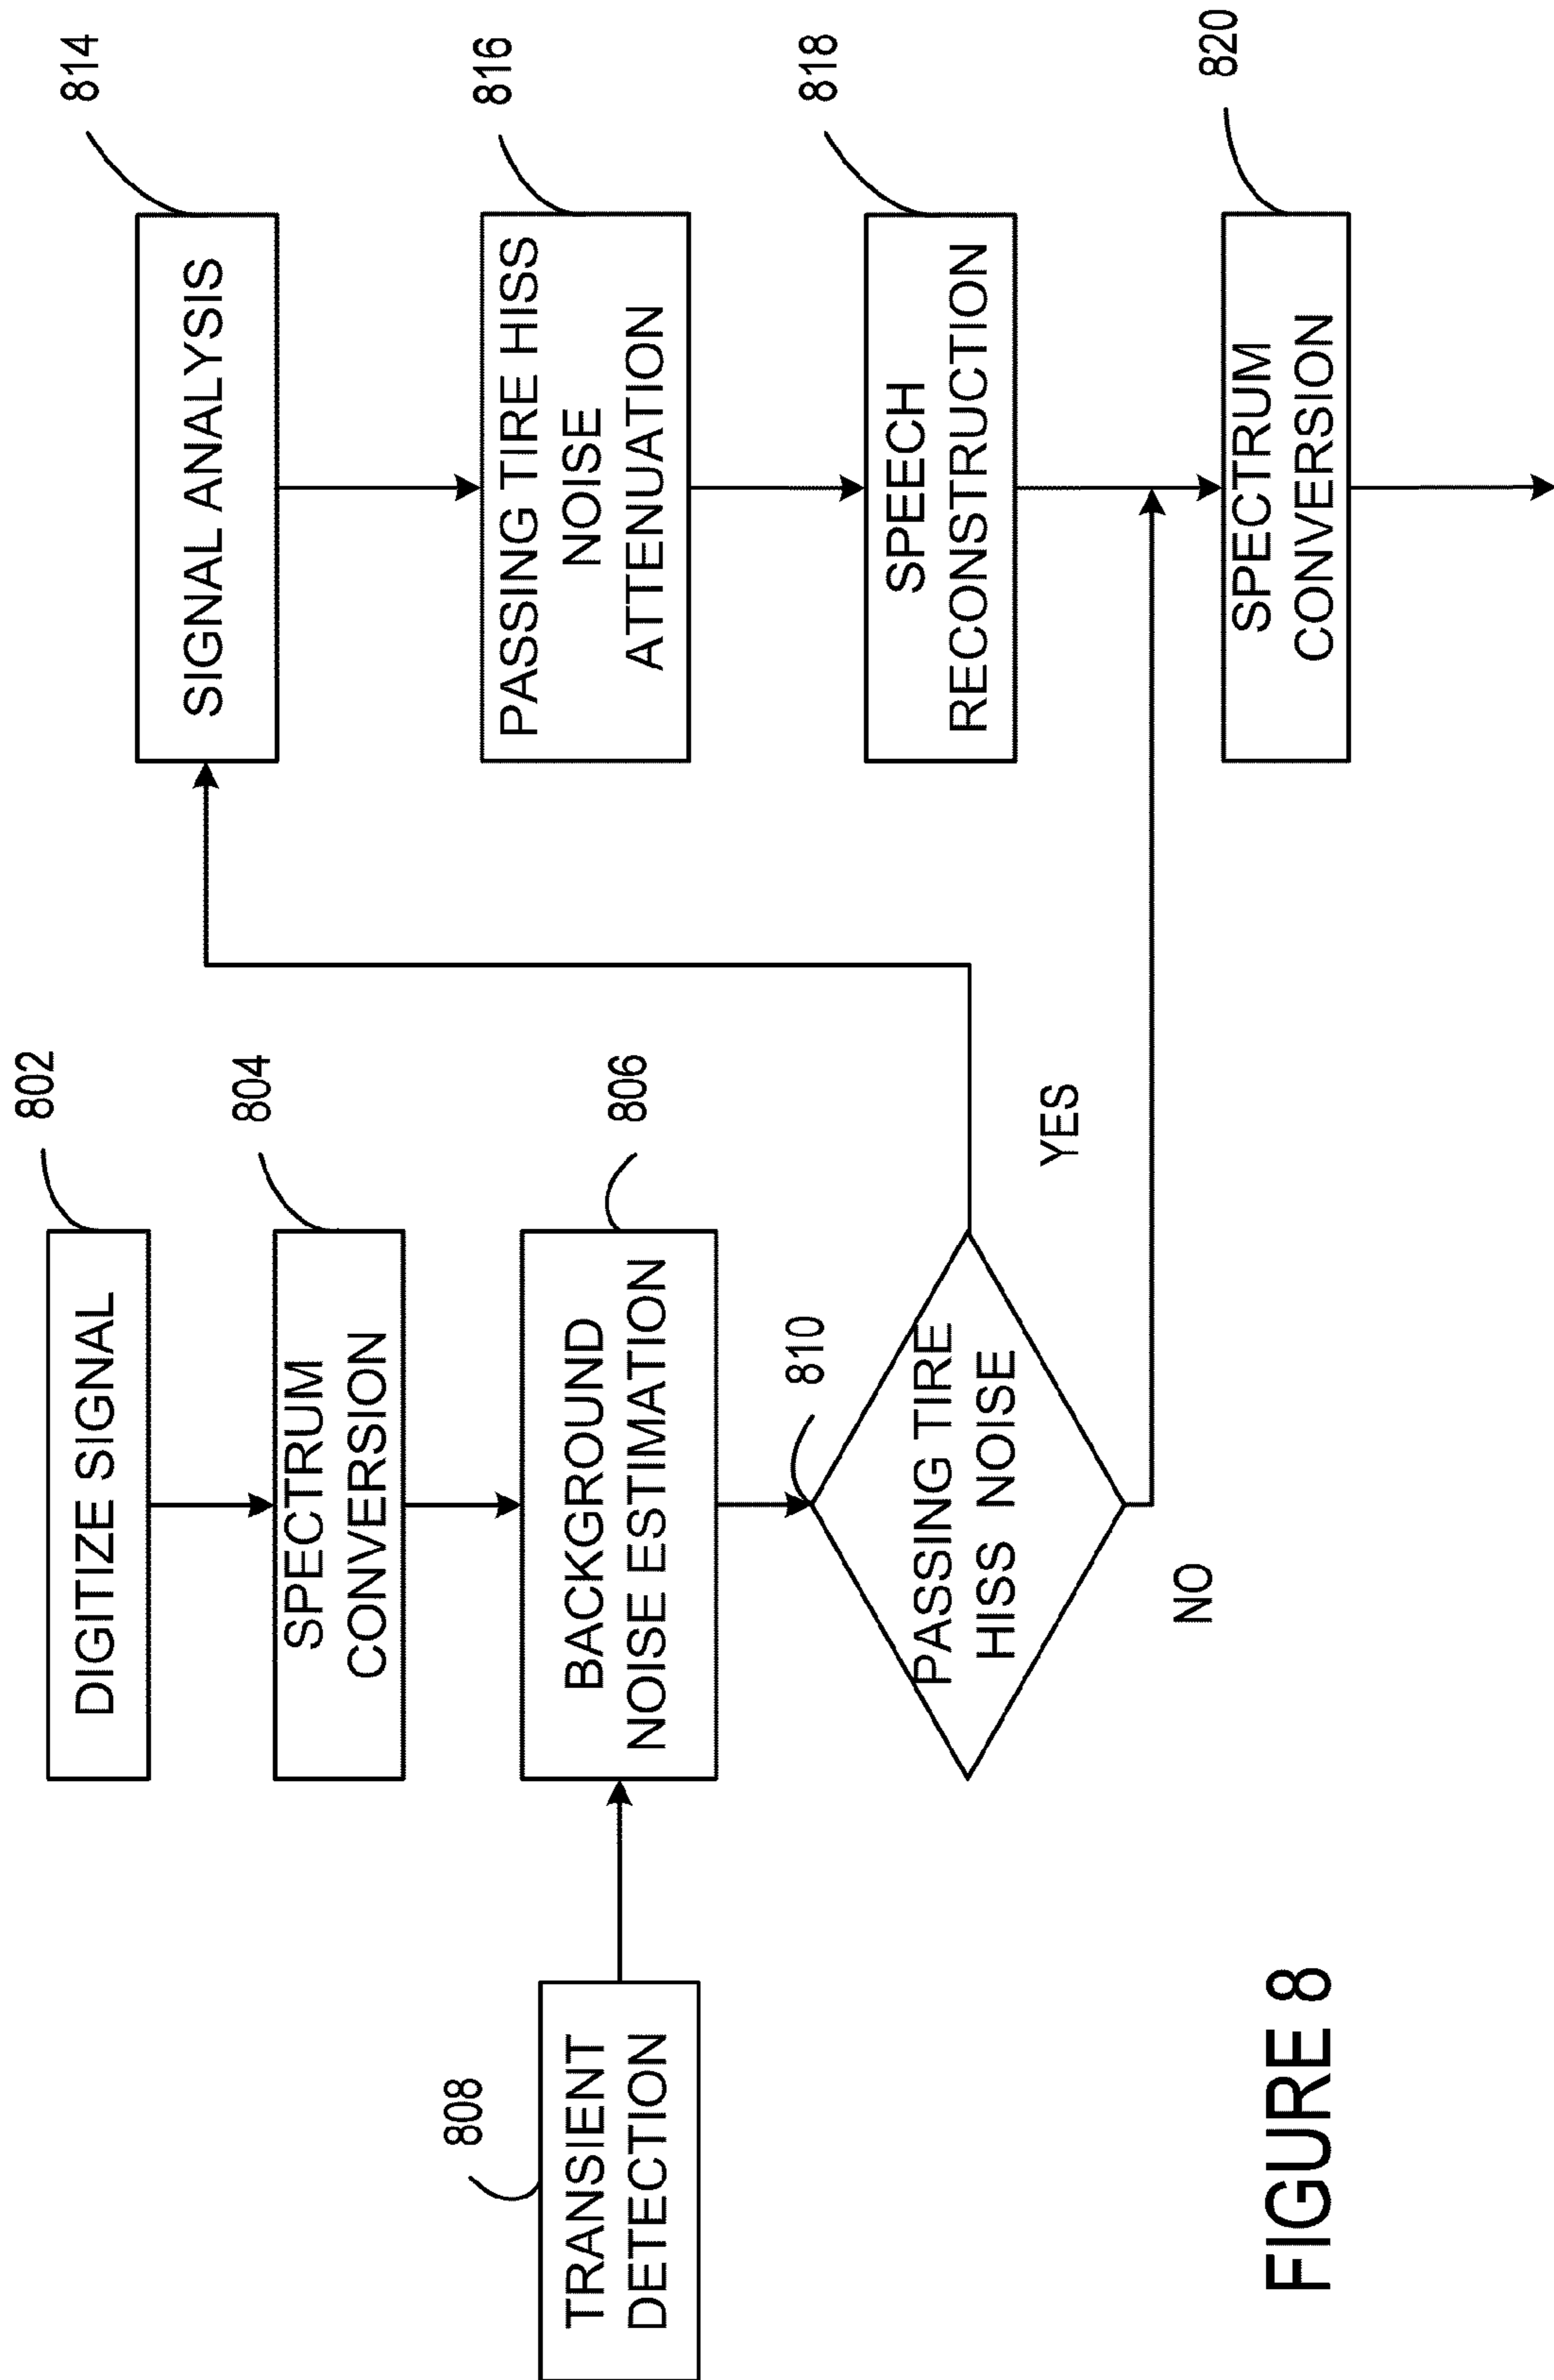 802
DIGITIZE SIGNAL
804
SPECTRUM
CONVERSION
806
BACKGROUND
NOISE ESTIMATION
808
TRANSIENT
DETECTION
810
PASSING TIRE
HISS NOISE
YES
NO
814
SIGNAL ANALYSIS
816
PASSING TIRE HISS
NOISE
ATTENUATION
818
SPEECH
RECONSTRUCTION
820
SPECTRUM
CONVERSION
FIGURE 8